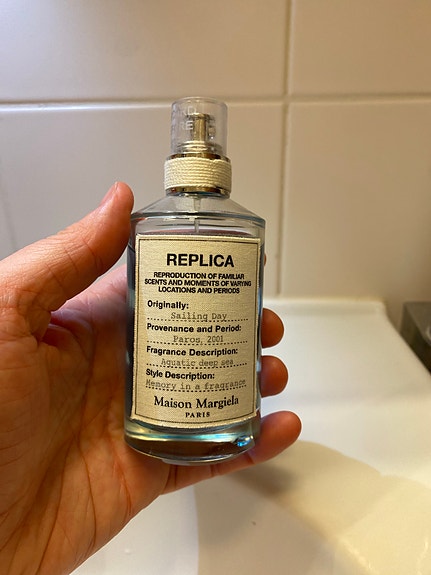 REPLICA
REPRODUCTION OF FAMILIAR
SCENTS AND MOMENTS OF VARYING
LOCATIONS AND PERIODS
Originally:
Sailing Day
Provenance and Period:
Paros, 2001
Fragrance Description:
Aquatic deep sea
Style Description:
Memory in a fragrance
Maison Margiela
PARIS